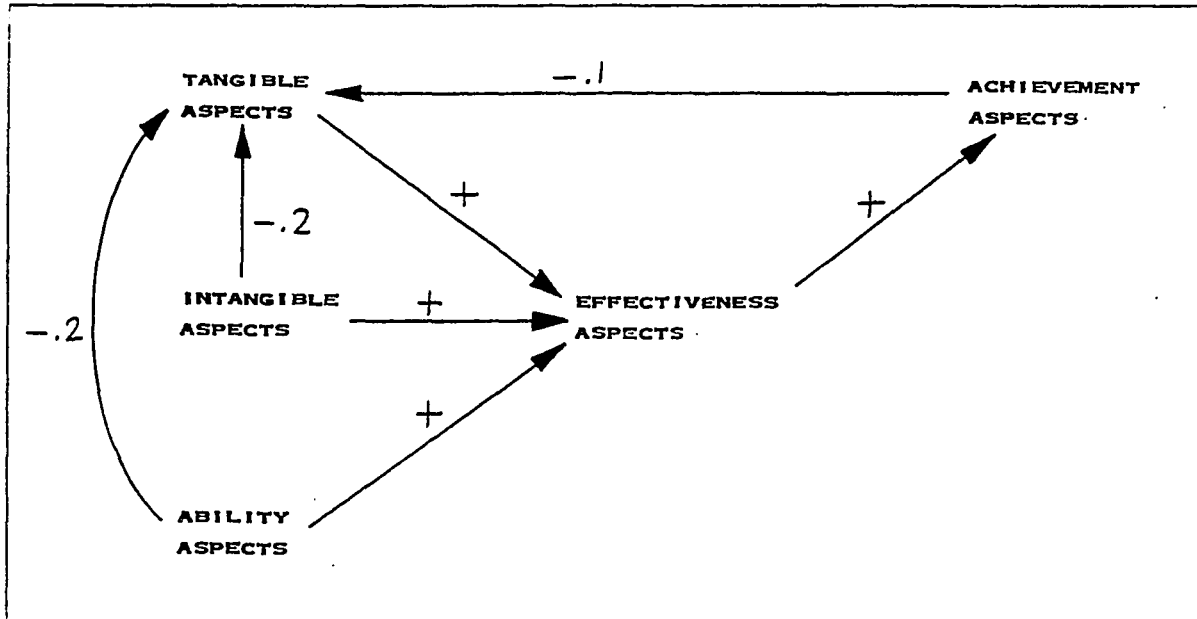 -.1
TANGIBLE
ASPECTS
ACHIEVEMENT
ASPECTS
+
+
-.2
INTANGIBLE
ASPECTS
+
EFFECTIVENESS
ASPECTS
-.2
+
ABILITY
ASPECTS